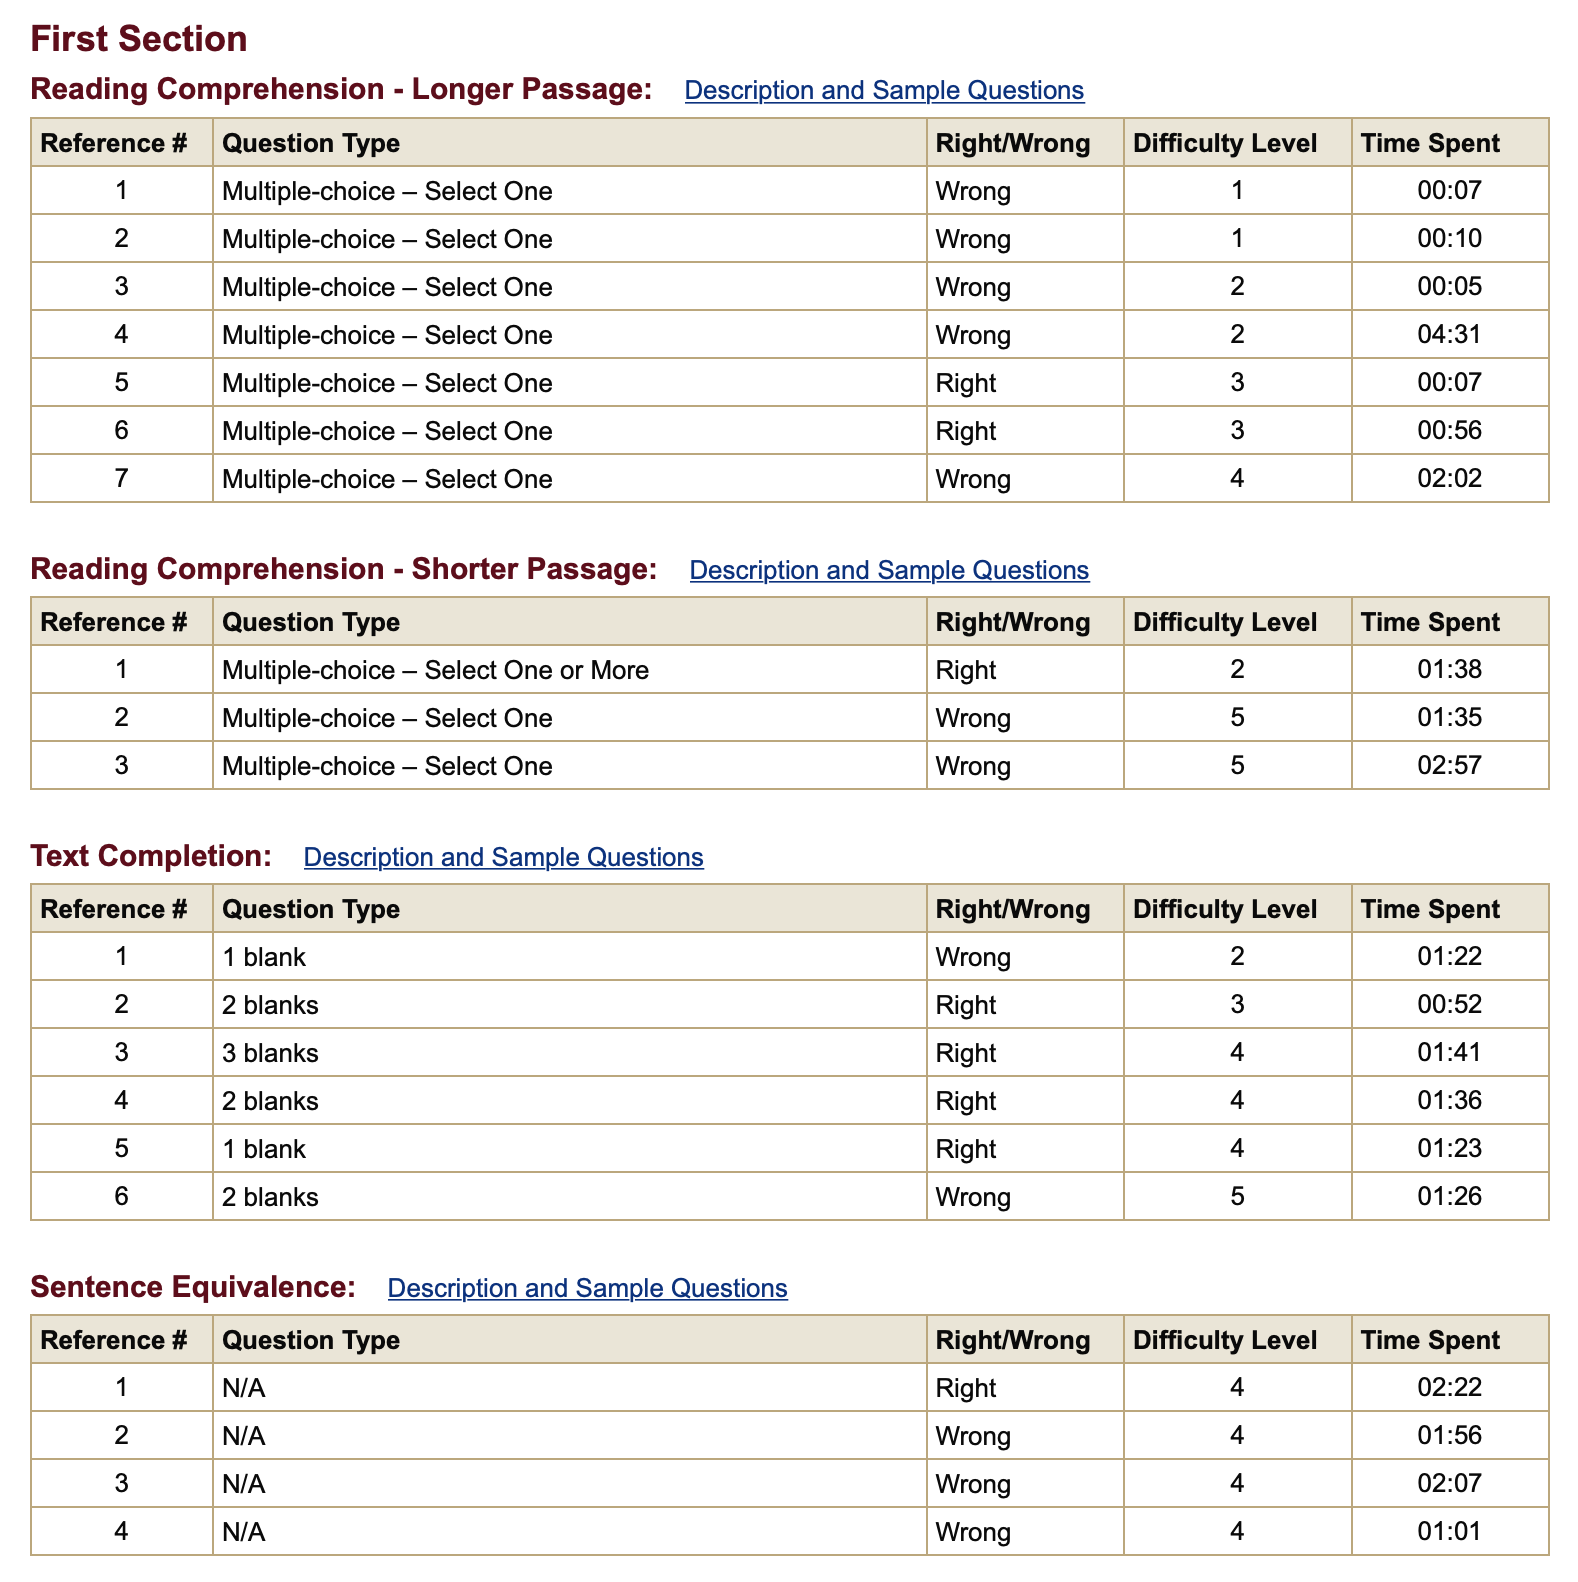 First Section
Reading Comprehension - Longer Passage: Description and Sample Questions
Reference # Question Type Right/Wrong Difficulty Level Time Spent
1 Multiple-choice – Select One Wrong 1 00:07
2 Multiple-choice – Select One Wrong 1 00:10
3 Multiple-choice – Select One Wrong 2 00:05
4 Multiple-choice – Select One Wrong 2 04:31
5 Multiple-choice – Select One Right 3 00:07
6 Multiple-choice – Select One Right 3 00:56
7 Multiple-choice – Select One Wrong 4 02:02
Reading Comprehension - Shorter Passage: Description and Sample Questions
Reference # Question Type Right/Wrong Difficulty Level Time Spent
1 Multiple-choice – Select One or More Right 2 01:38
2 Multiple-choice – Select One Wrong 5 01:35
3 Multiple-choice – Select One Wrong 5 02:57
Text Completion: Description and Sample Questions
Reference # Question Type Right/Wrong Difficulty Level Time Spent
1 1 blank Wrong 2 01:22
2 2 blanks Right 3 00:52
3 3 blanks Right 4 01:41
4 2 blanks Right 4 01:36
5 1 blank Right 4 01:23
6 2 blanks Wrong 5 01:26
Sentence Equivalence: Description and Sample Questions
Reference # Question Type Right/Wrong Difficulty Level Time Spent
1 N/A Right 4 02:22
2 N/A Wrong 4 01:56
3 N/A Wrong 4 02:07
4 N/A Wrong 4 01:01